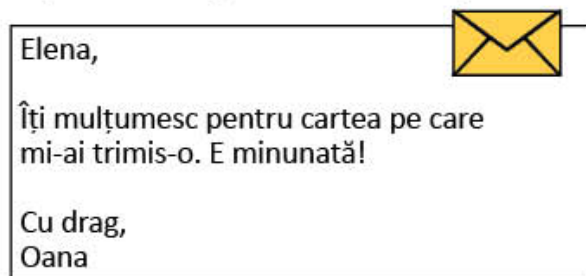 Elena,
Îți mulțumesc pentru cartea pe care
mi-ai trimis-o. E minunată!
Cu drag,
Oana